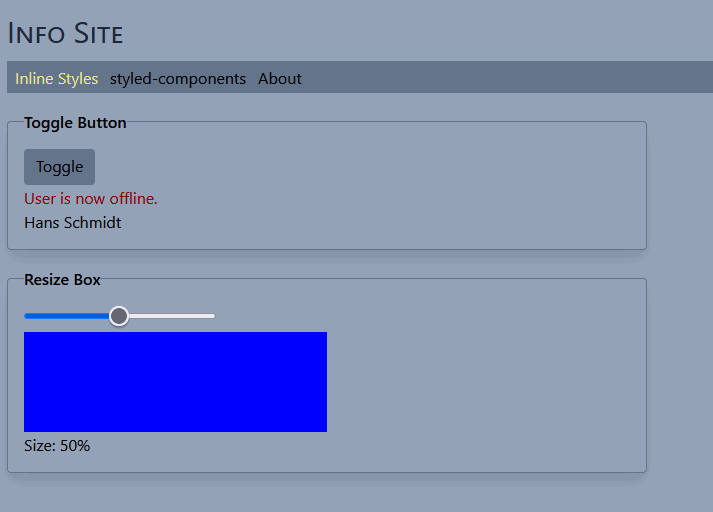 Info Site
Inline Styles styled-components About
Toggle Button
Toggle
User is now offline.
Hans Schmidt
Resize Box
Size: 50%